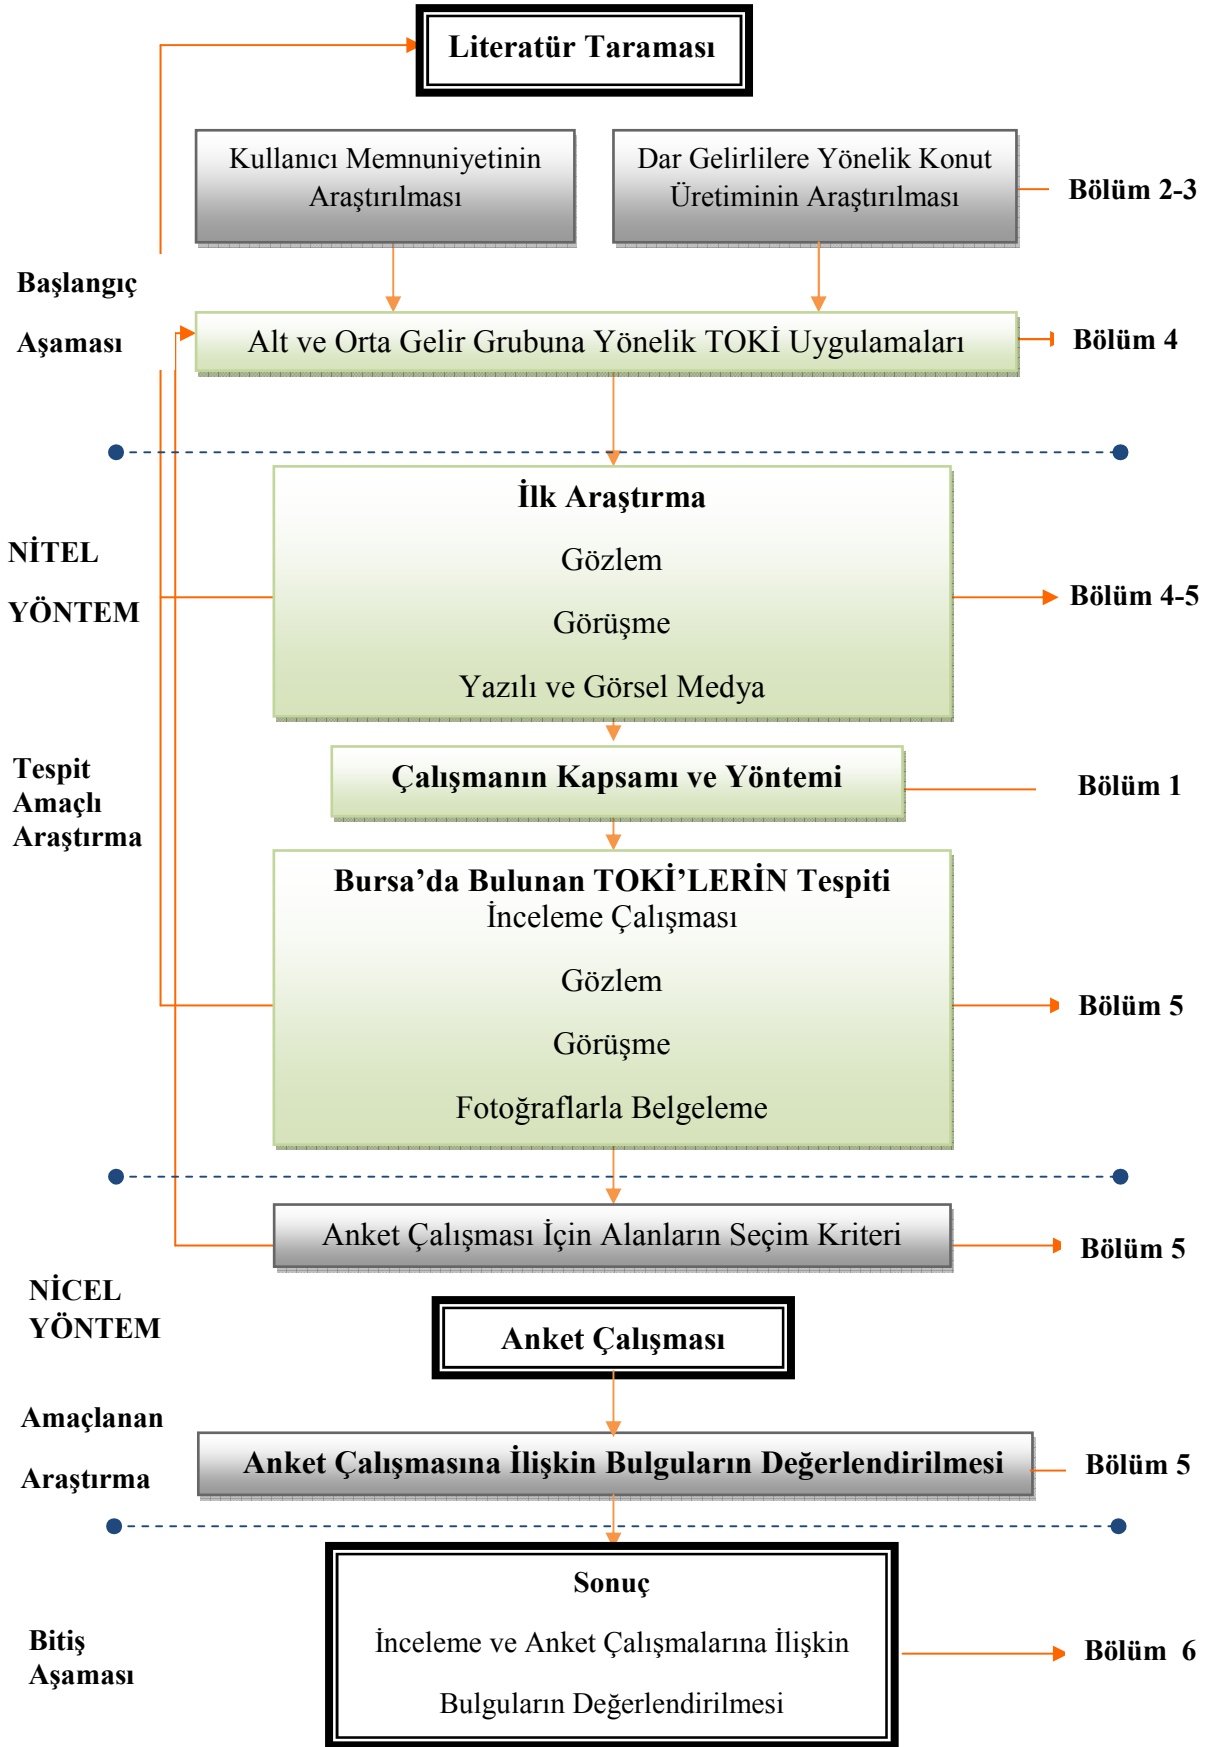 Literatür Taraması
Kullanıcı Memnuniyetinin
Araştırılması
Dar Gelirlilere Yönelik Konut
Üretiminin Araştırılması
Bölüm 2-3
Başlangıç
Aşaması
Alt ve Orta Gelir Grubuna Yönelik TOKİ Uygulamaları
Bölüm 4
NİTEL
YÖNTEM
İlk Araştırma
Gözlem
Görüşme
Yazılı ve Görsel Medya
Bölüm 4-5
Tespit
Amaçlı
Araştırma
Çalışmanın Kapsamı ve Yöntemi
Bölüm 1
Bursa’da Bulunan TOKİ’LERİN Tespiti
İnceleme Çalışması
Gözlem
Görüşme
Fotoğraflarla Belgeleme
Bölüm 5
Anket Çalışması İçin Alanların Seçim Kriteri
Bölüm 5
NİCEL
YÖNTEM
Anket Çalışması
Amaçlanan
Araştırma
Anket Çalışmasına İlişkin Bulguların Değerlendirilmesi
Bölüm 5
Bitiş
Aşaması
Sonuç
İnceleme ve Anket Çalışmalarına İlişkin
Bulguların Değerlendirilmesi
Bölüm 6